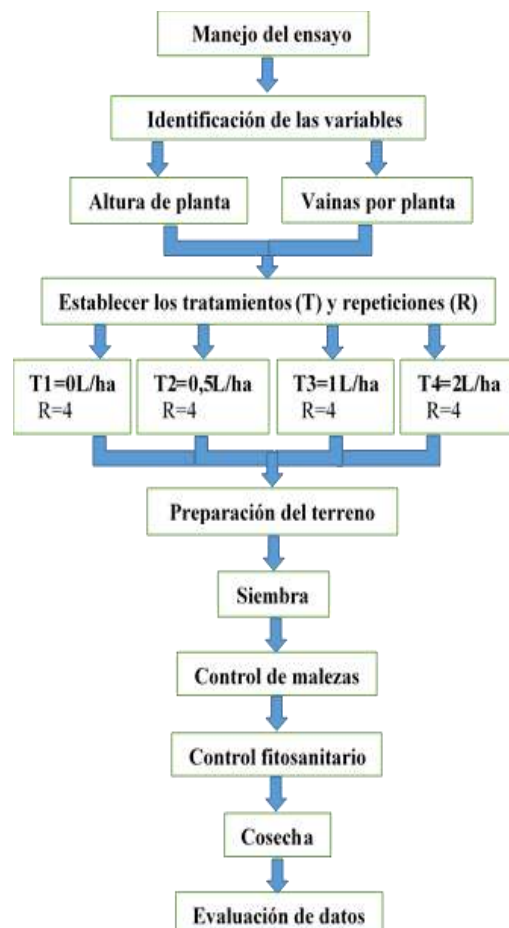 Manejo del ensayo
Identificación de las variables
Altura de planta
Vainas por planta
Establecer los tratamientos (T) y repeticiones (R)
T1=0L/ha
R=4
T2=0,5L/ha
R=4
T3=1L/ha
R=4
T4=2L/ha
R=4
Preparación del terreno
Siembra
Control de malezas
Control fitosanitario
Cosecha
Evaluación de datos